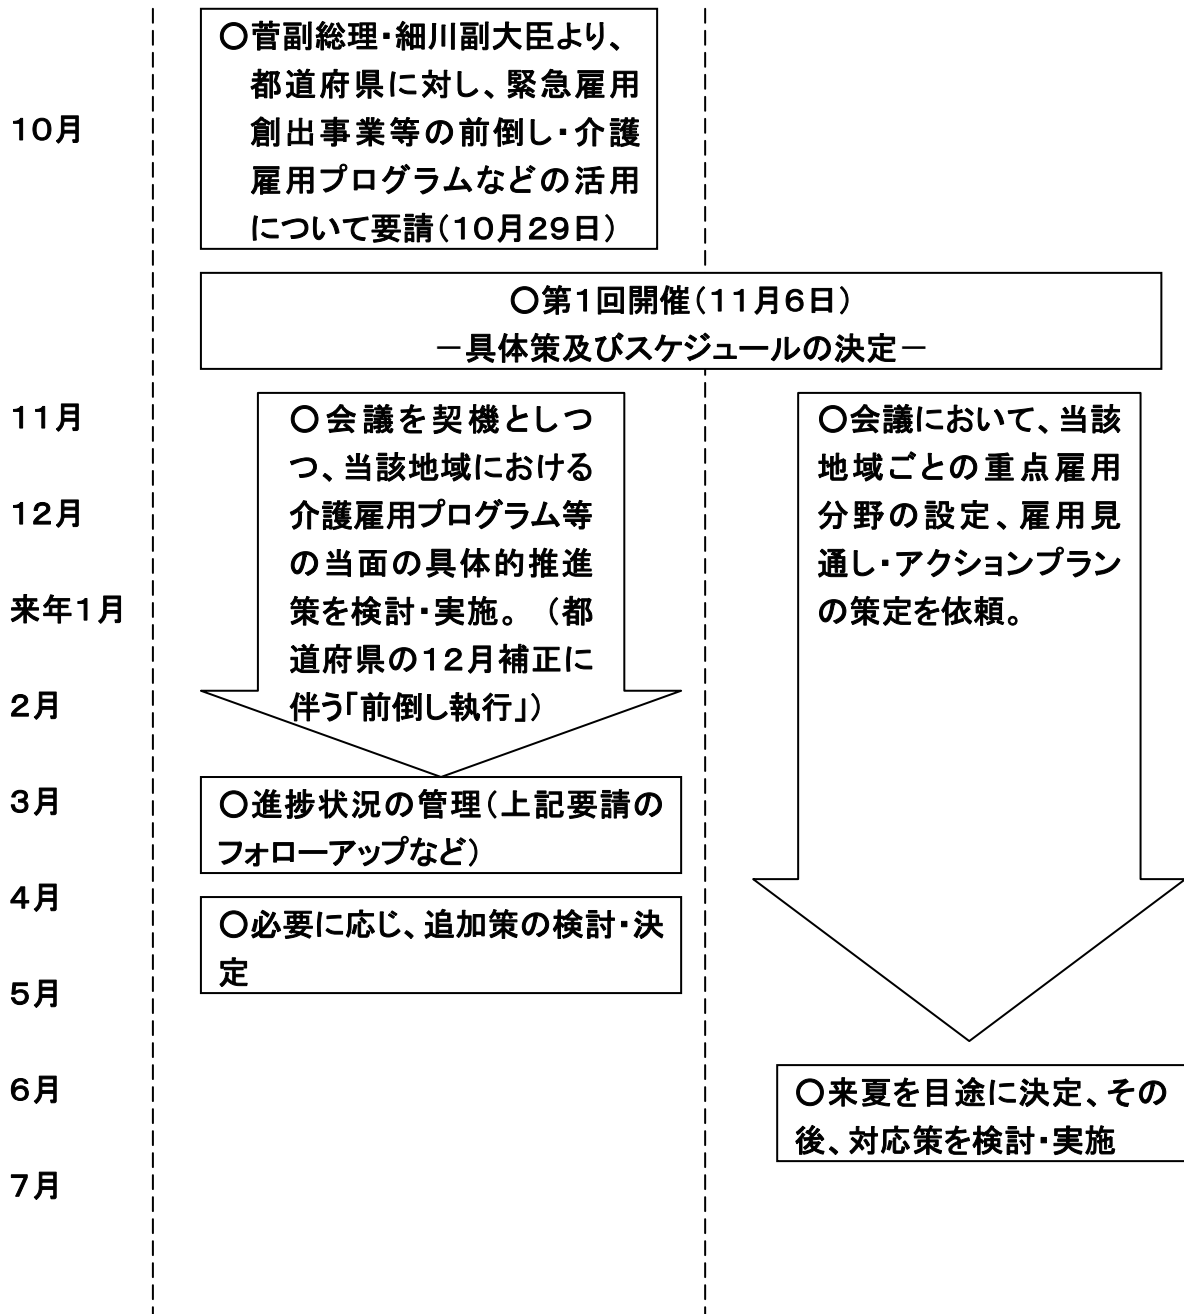 ○菅副総理・細川副大臣より、
都道府県に対し、緊急雇用
創出事業等の前倒し・介護
雇用プログラムなどの活用
について要請(10月29日)
10月
○第1回開催(11月6日)
－具体策及びスケジュールの決定－
11月
12月
来年1月
2月
3月
4月
5月
6月
7月
○会議を契機としつ
つ、当該地域における
介護雇用プログラム等
の当面の具体的推進
策を検討・実施。（都
道府県の12月補正に
伴う「前倒し執行」）
○進捗状況の管理（上記要請の
フォローアップなど）
○必要に応じ、追加策の検討・決
定
○会議において、当該
地域ごとの重点雇用
分野の設定、雇用見
通し・アクションプラン
の策定を依頼。
○来夏を目途に決定、その
後、対応策を検討・実施